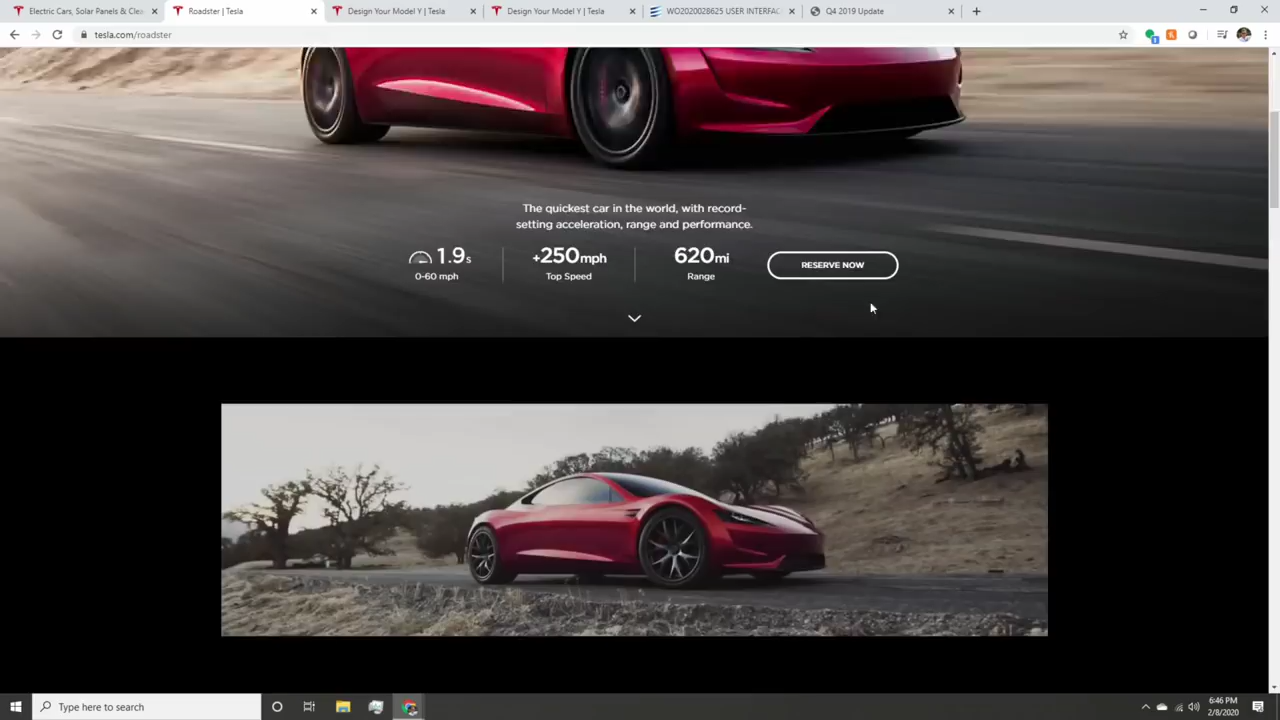 Electric Cars, Solar Panels & Clea
Roadster | Tesla
Design Your Model Y | Tesla
Design Your Model Y | Tesla
WO2020028625 USER INTERFAC
Q4 2019 Update
tesla.com/roadster
The quickest car in the world, with record-
setting acceleration, range and performance.
1.9s
0-60 mph
+250mph
Top Speed
620mi
Range
RESERVE NOW
Type here to search
6:46 PM
2/8/2020